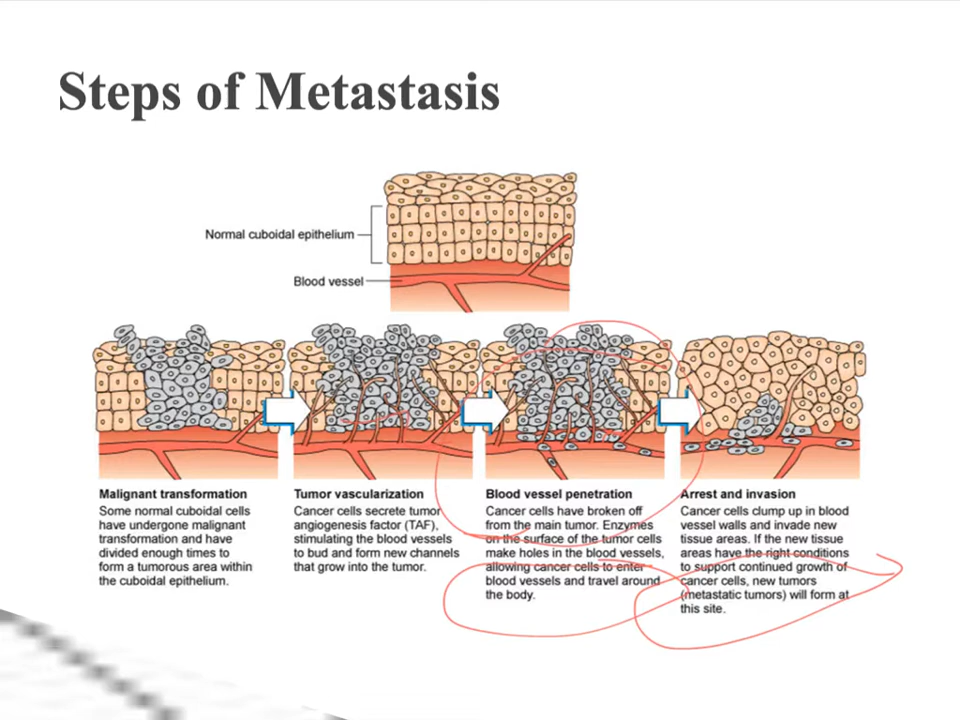 Steps of Metastasis
Normal cuboidal epithelium
Blood vessel
Malignant transformation
Some normal cuboidal cells
have undergone malignant
transformation and have
divided enough times to
form a tumorous area within
the cuboidal epithelium.
Tumor vascularization
Cancer cells secrete tumor
angiogenesis factor (TAF),
stimulating the blood vessels
to bud and form new channels
that grow into the tumor.
Blood vessel penetration
Cancer cells have broken off
from the main tumor. Enzymes
on the surface of the tumor cells
make holes in the blood vessels,
allowing cancer cells to enter
blood vessels and travel around
the body.
Arrest and invasion
Cancer cells clump up in blood
vessel walls and invade new
tissue areas. If the new tissue
areas have the right conditions
to support continued growth of
cancer cells, new tumors
(metastatic tumors) will form at
this site.